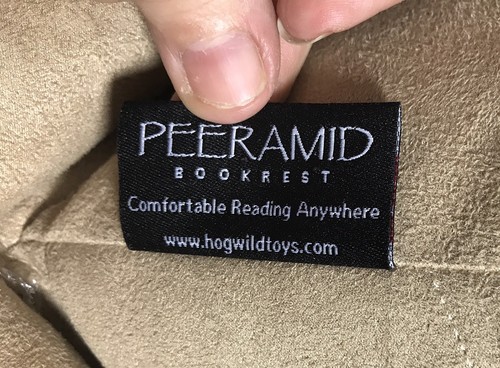 PEERAMID
BOOKREST
Comfortable Reading Anywhere
www.hogwildtoys.com